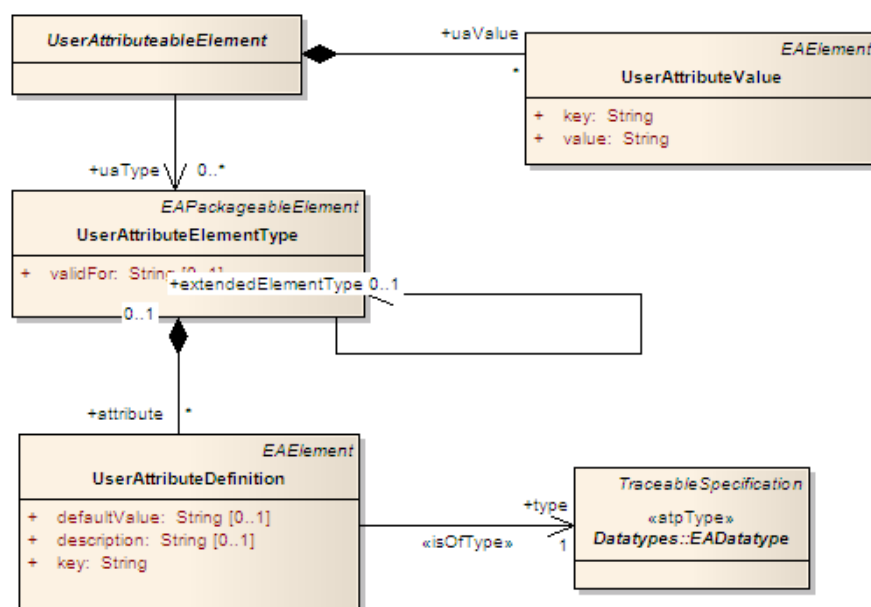 UserAttributeableElement
+uaValue
*
EAElement
UserAttributeValue
+ key: String
+ value: String
+uaType
0..*
EAPackageableElement
UserAttributeElementType
+ validFor: String [0..1]
+extendedElementType 0..1
0..1
+attribute
*
EAElement
UserAttributeDefinition
+ defaultValue: String [0..1]
+ description: String [0..1]
+ key: String
+type
«isOfType»
1
TraceableSpecification
«atpType»
Datatypes::EADatatype